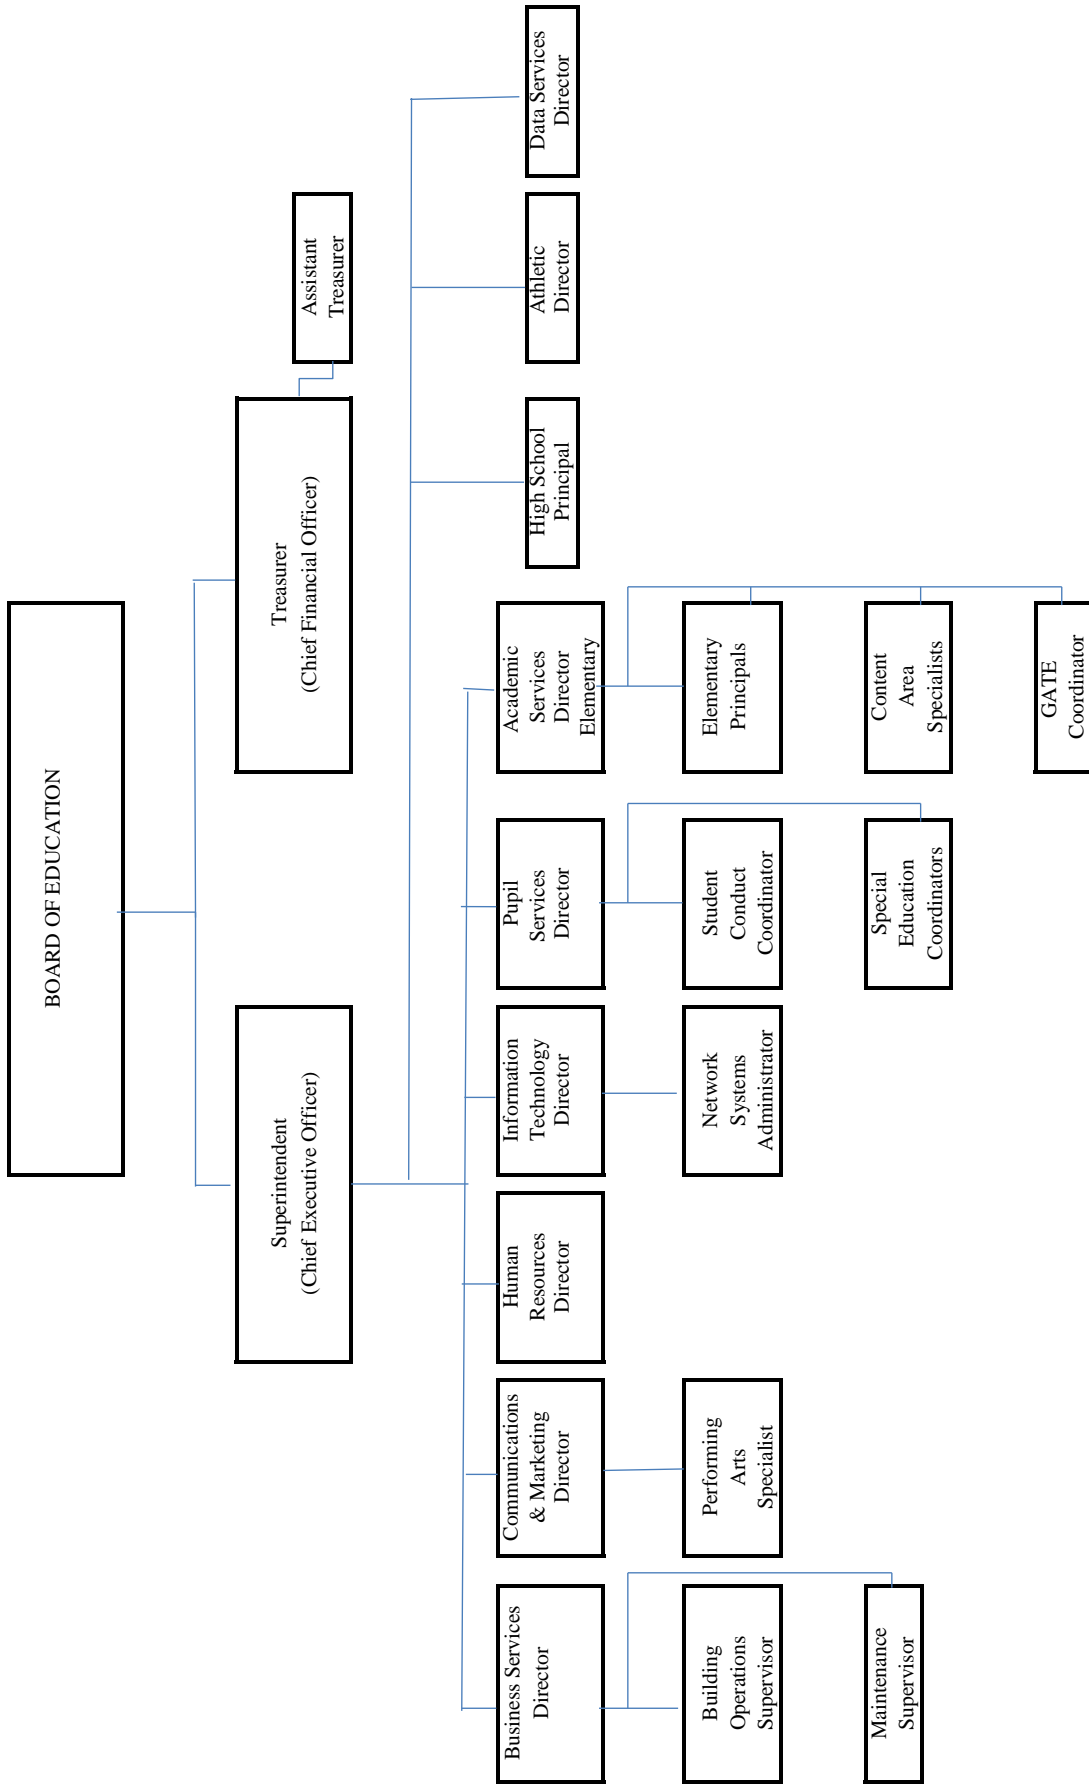 BOARD OF EDUCATION
Superintendent
(Chief Executive Officer)
Treasurer
(Chief Financial Officer)
Assistant
Treasurer
Business Services
Director
Communications
& Marketing
Director
Human
Resources
Director
Information
Technology
Director
Pupil
Services
Director
Academic
Services
Director
Elementary
High School
Principal
Athletic
Director
Data Services
Director
Building
Operations
Supervisor
Performing
Arts
Specialist
Network
Systems
Administrator
Student
Conduct
Coordinator
Elementary
Principals
Maintenance
Supervisor
Special
Education
Coordinators
Content
Area
Specialists
GATE
Coordinator